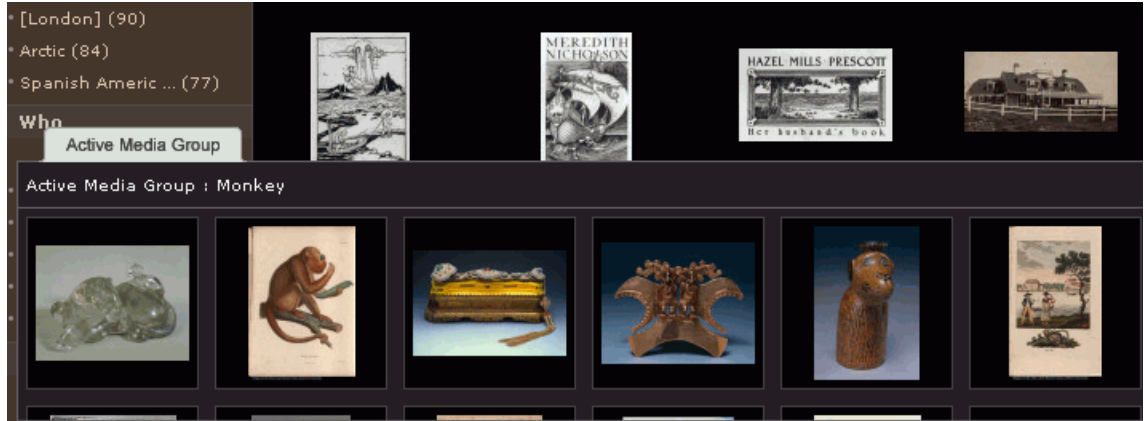 [London] (90)
Arctic (84)
Spanish Americ ... (77)
Who
MEREDITH
NICHOLSON
HAZEL · MILLS · PRESCOTT
Her husband's book
Active Media Group
Active Media Group : Monkey